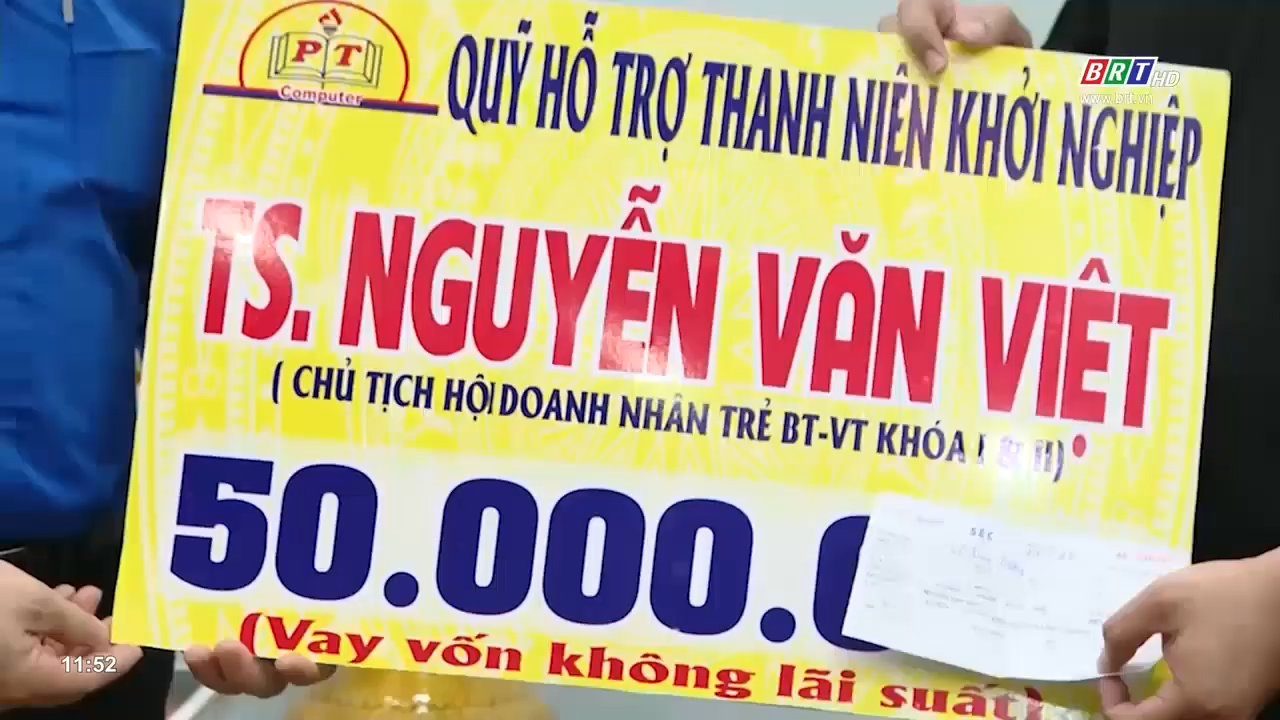 PT
Computer
QUỸ HỖ TRỢ THANH NIÊN KHỞI NGHIỆP
BRT HD
www.brt.vn
TS. NGUYỄN VĂN VIỆT
( CHỦ TỊCH HỘI DOANH NHÂN TRẺ BT-VT KHÓA I & II)
50.000.0
SÉC
(Vay vốn không lãi suất)
11:52